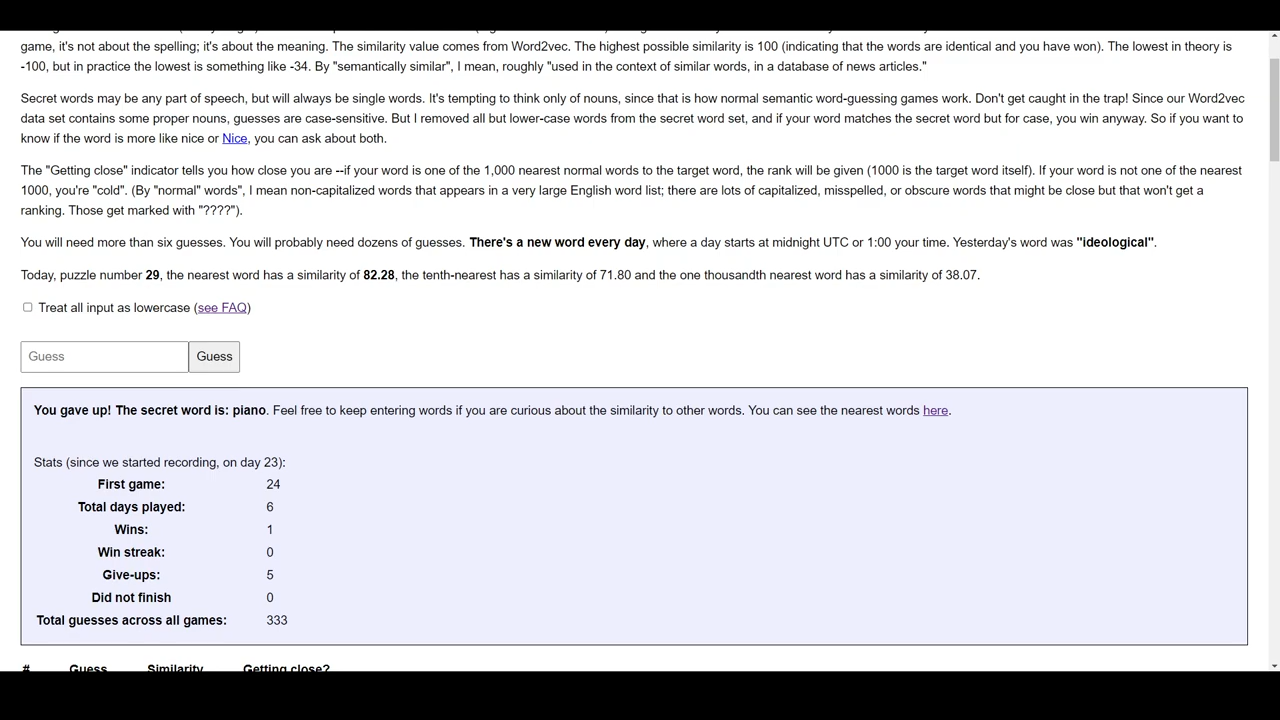 game, it's not about the spelling; it's about the meaning. The similarity value comes from Word2vec. The highest possible similarity is 100 (indicating that the words are identical and you have won). The lowest in theory is
-100, but in practice the lowest is something like -34. By "semantically similar", I mean, roughly "used in the context of similar words, in a database of news articles."
Secret words may be any part of speech, but will always be single words. It's tempting to think only of nouns, since that is how normal semantic word-guessing games work. Don't get caught in the trap! Since our Word2vec
data set contains some proper nouns, guesses are case-sensitive. But I removed all but lower-case words from the secret word set, and if your word matches the secret word but for case, you win anyway. So if you want to
know if the word is more like nice or Nice, you can ask about both.
The "Getting close" indicator tells you how close you are --if your word is one of the 1,000 nearest normal words to the target word, the rank will be given (1000 is the target word itself). If your word is not one of the nearest
1000, you're "cold". (By "normal" words", I mean non-capitalized words that appears in a very large English word list; there are lots of capitalized, misspelled, or obscure words that might be close but that won't get a
ranking. Those get marked with "????").
You will need more than six guesses. You will probably need dozens of guesses. There's a new word every day, where a day starts at midnight UTC or 1:00 your time. Yesterday's word was "ideological".
Today, puzzle number 29, the nearest word has a similarity of 82.28, the tenth-nearest has a similarity of 71.80 and the one thousandth nearest word has a similarity of 38.07.
Treat all input as lowercase (see FAQ)
Guess Guess
You gave up! The secret word is: piano. Feel free to keep entering words if you are curious about the similarity to other words. You can see the nearest words here.
Stats (since we started recording, on day 23):
First game: 24
Total days played: 6
Wins: 1
Win streak: 0
Give-ups: 5
Did not finish 0
Total guesses across all games: 333
# Guess Similarity Getting close?